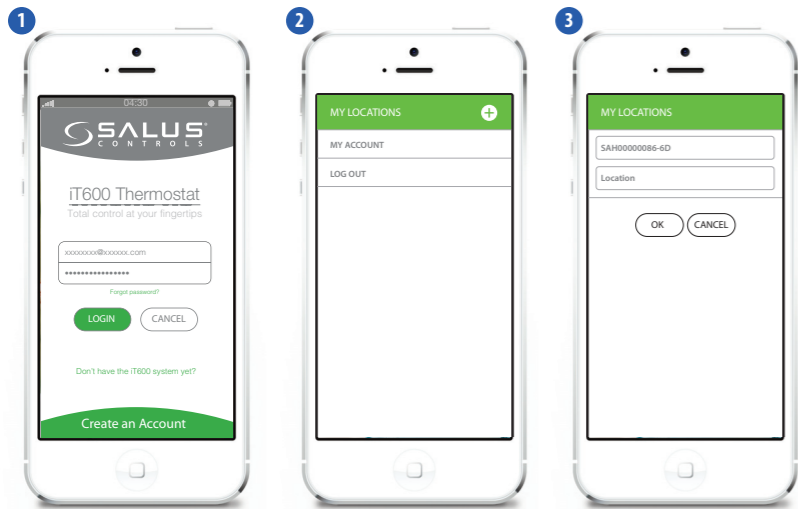 1
04:30
SALUS
CONTROLS
iT600 Thermostat
Total control at your fingertips
xxxxxxxx@xxxxxx.com
****************
Forgot password?
LOGIN CANCEL
Don't have the iT600 system yet?
Create an Account
2
MY LOCATIONS +
MY ACCOUNT
LOG OUT
3
MY LOCATIONS
SAH00000086-6D
Location
OK CANCEL